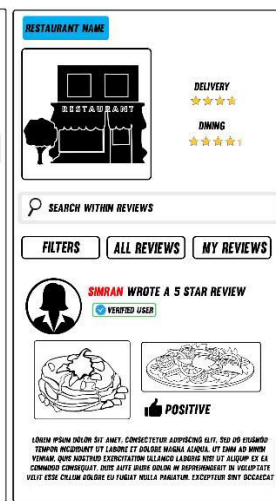 RESTAURANT NAME
RESTAURANT
DELIVERY
DINING
SEARCH WITHIN REVIEWS
FILTERS
ALL REVIEWS
MY REVIEWS
SIMRAN WROTE A 5 STAR REVIEW
VERIFIED USER
POSITIVE
LOREM IPSUM DOLOR SIT AMET, CONSECTETUR ADIPISCING ELIT, SED DO EIUSMOD
TEMPOR INCIDIDUNT UT LABORE ET DOLORE MAGNA ALIQUA. UT ENIM AD MINIM
VENIAM, QUIS NOSTRUD EXERCITATION ULLAMCO LABORIS NISI UT ALIQUIP EX EA
COMMODO CONSEQUAT. DUIS AUTE IRURE DOLOR IN REPREHENDERIT IN VOLUPTATE
VELIT ESSE CILLUM DOLORE EU FUGIAT NULLA PARIATUR. EXCEPTEUR SINT OCCAECAT